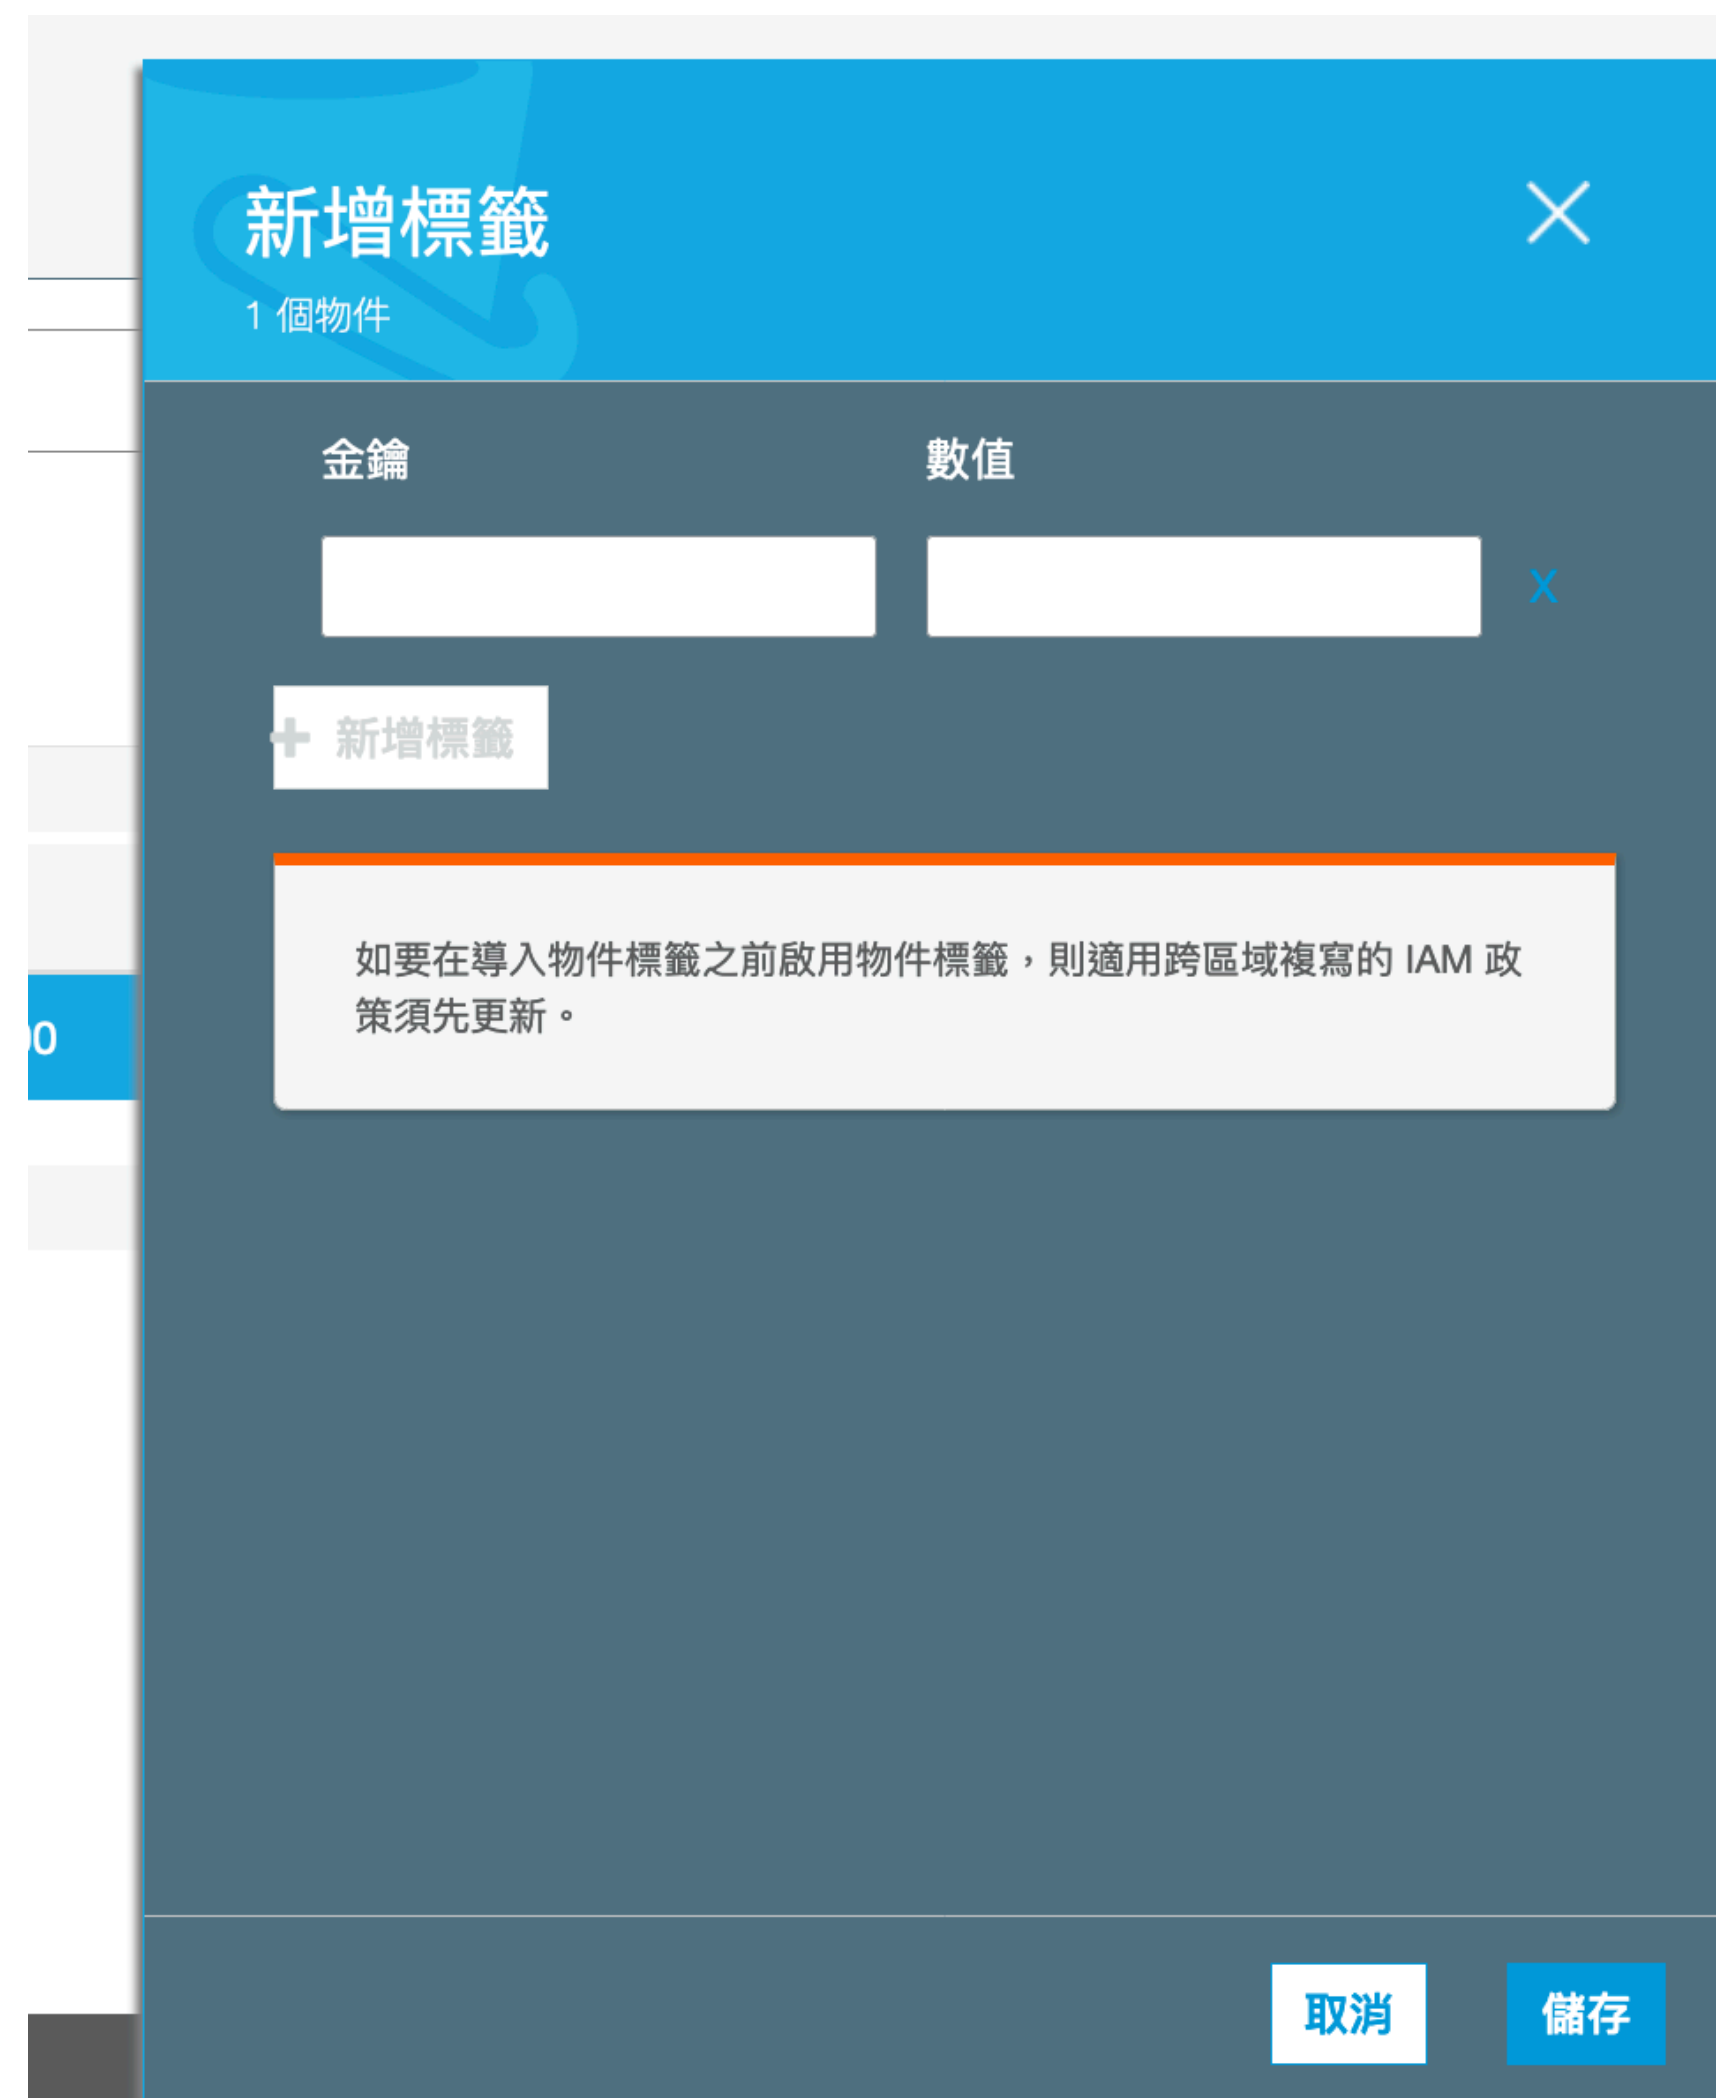 新增標籤
1 個物件
金鑰 數值
X
新增標籤
如要在導入物件標籤之前啟用物件標籤，則適用跨區域複寫的 IAM 政
策須先更新。
00
取消 儲存